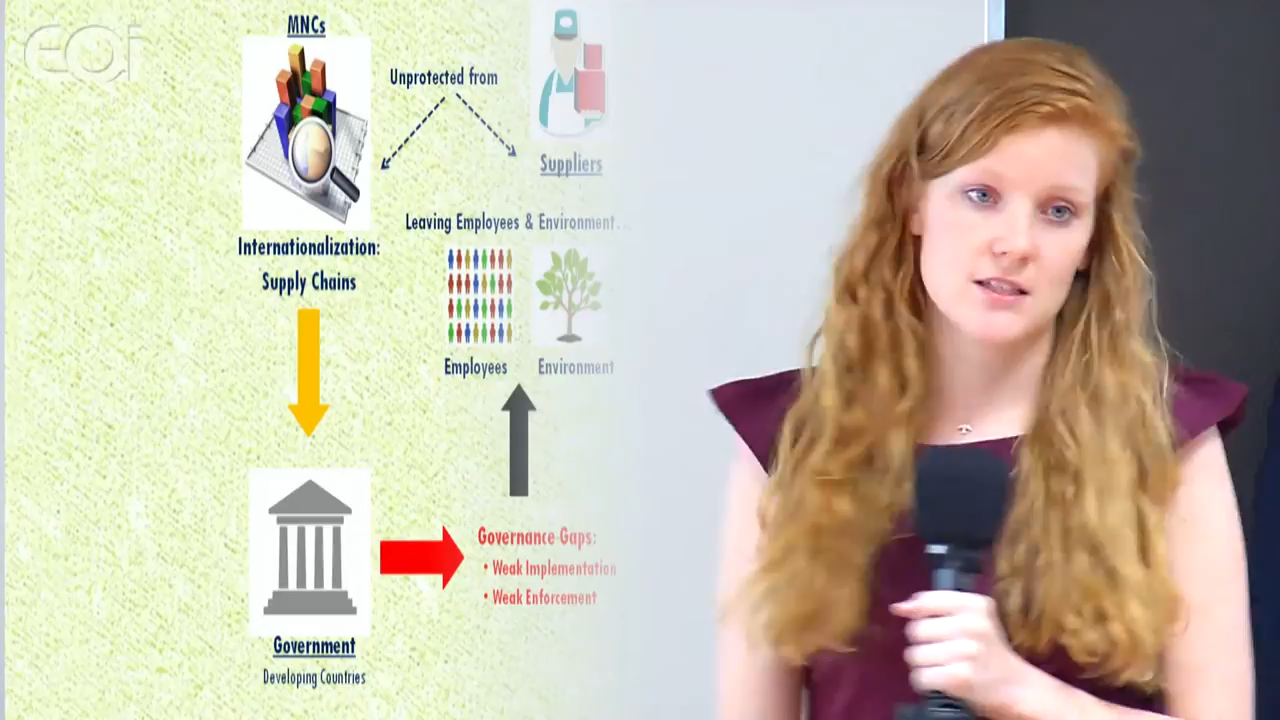 EOi
MNCs
Unprotected from
Suppliers
Internationalization:
Supply Chains
Leaving Employees & Environment...
Employees
Environment
Government
Developing Countries
Governance Gaps:
• Weak Implementation
• Weak Enforcement